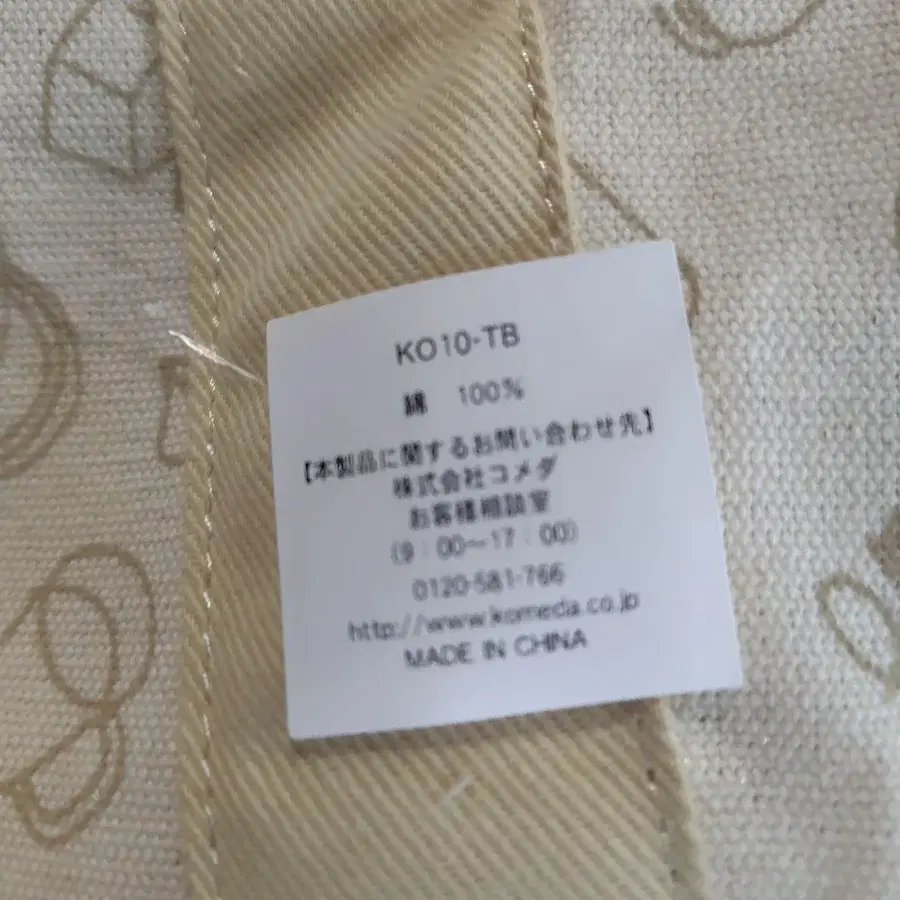 KO10-TB
綿 100%
【本製品に関するお問い合わせ先】
株式会社コメダ
お客様相談室
(9:00～17:00)
0120-581-766
http://www.komeda.co.jp
MADE IN CHINA